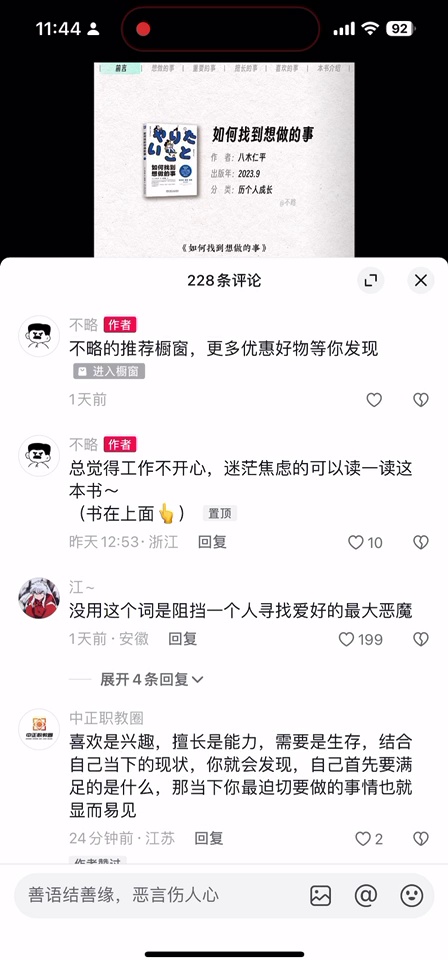 11:44
92
前言 | 想做的事 | 重要的事 | 擅长的事 | 喜欢的事 | 本书介绍
やりたい
こと
如何找到
想做的事
如何找到想做的事
作 者：八木仁平
出版年：2023.9
分 类：历个人成长
@不略
《如何找到想做的事》
228条评论
不略 作者
不略的推荐橱窗，更多优惠好物等你发现
进入橱窗
1天前
不略 作者
总觉得工作不开心，迷茫焦虑的可以读一读这
本书～
（书在上面👆） 置顶
昨天12:53·浙江 回复 10
江～
没用这个词是阻挡一个人寻找爱好的最大恶魔
1天前·安徽 回复 199
展开4条回复
中正职教圈
中正职教圈
喜欢是兴趣，擅长是能力，需要是生存，结合
自己当下的现状，你就会发现，自己首先要满
足的是什么，那当下你最迫切要做的事情也就
显而易见
24分钟前·江苏 回复 2
作者赞过
善语结善缘，恶言伤人心